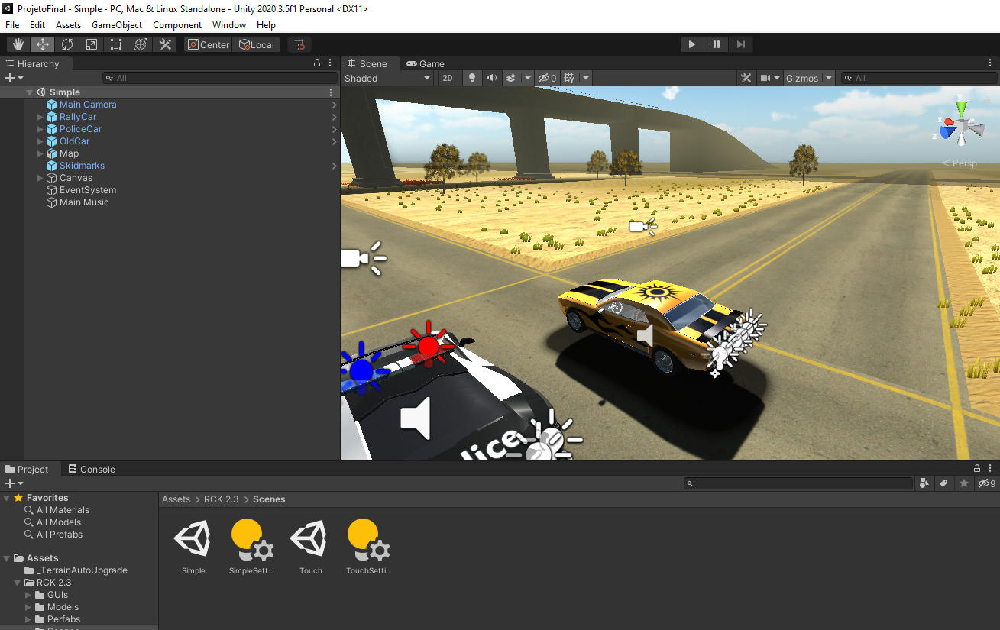 ProjetoFinal - Simple - PC, Mac & Linux Standalone - Unity 2020.3.5f1 Personal <DX11>
File Edit Assets GameObject Component Window Help
Center Local
Hierarchy
All
Simple
Main Camera
RallyCar
PoliceCar
OldCar
Map
Skidmarks
Canvas
EventSystem
Main Music
Scene Game
Shaded 2D 0 Gizmos All
y
x
z
Persp
Project Console
9
Favorites
All Materials
All Models
All Prefabs
Assets
_TerrainAutoUpgrade
RCK 2.3
GUIs
Models
Perfabs
Assets > RCK 2.3 > Scenes
Simple SimpleSett... Touch TouchSetti...